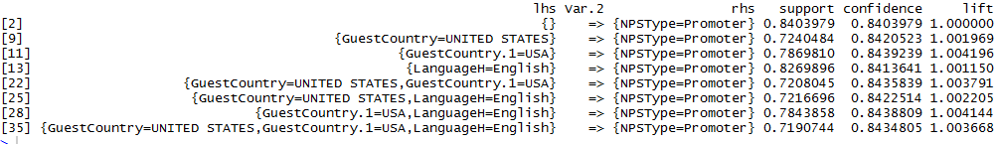 lhs Var.2 rhs support confidence lift
[2] {} => {NPSType=Promoter} 0.8403979 0.8403979 1.000000
[9] {GuestCountry=UNITED STATES} => {NPSType=Promoter} 0.7240484 0.8420523 1.001969
[11] {GuestCountry.1=USA} => {NPSType=Promoter} 0.7869810 0.8439239 1.004196
[13] {LanguageH=English} => {NPSType=Promoter} 0.8269896 0.8413641 1.001150
[22] {GuestCountry=UNITED STATES,GuestCountry.1=USA} => {NPSType=Promoter} 0.7208045 0.8435839 1.003791
[25] {GuestCountry=UNITED STATES,LanguageH=English} => {NPSType=Promoter} 0.7216696 0.8422514 1.002205
[28] {GuestCountry.1=USA,LanguageH=English} => {NPSType=Promoter} 0.7843858 0.8438809 1.004144
[35] {GuestCountry=UNITED STATES,GuestCountry.1=USA,LanguageH=English} => {NPSType=Promoter} 0.7190744 0.8434805 1.003668
>